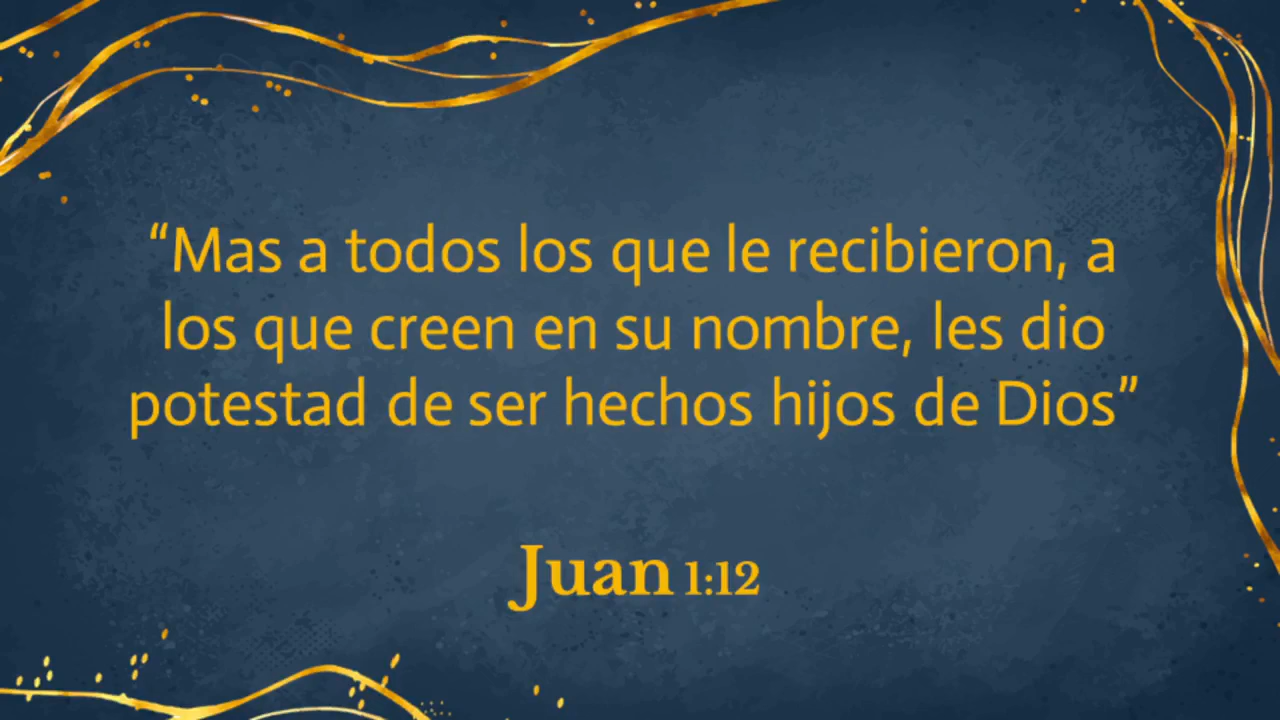 “Mas a todos los que le recibieron, a
los que creen en su nombre, les dio
potestad de ser hechos hijos de Dios”
Juan 1:12